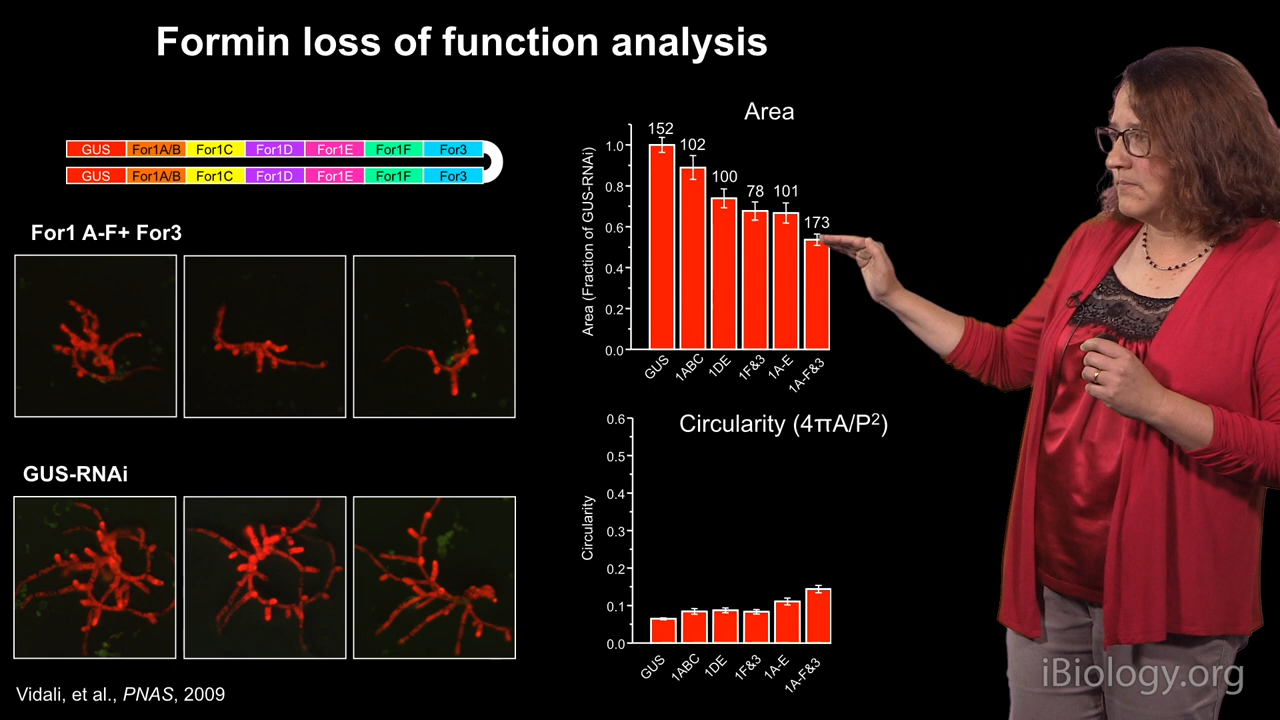 Formin loss of function analysis
GUS For1A/B For1C For1D For1E For1F For3
GUS For1A/B For1C For1D For1E For1F For3
For1 A-F+ For3
GUS-RNAi
Vidali, et al., PNAS, 2009
Area
Area (Fraction of GUS-RNAi)
1.0
0.8
0.6
0.4
0.2
0.0
152 102 100 78 101 173
GUS 1ABC 1DE 1F&3 1A-E 1A-F&3
Circularity (4πA/P²)
Circularity
0.6
0.5
0.4
0.3
0.2
0.1
0.0
GUS 1ABC 1DE 1F&3 1A-E 1A-F&3
iBiology.org